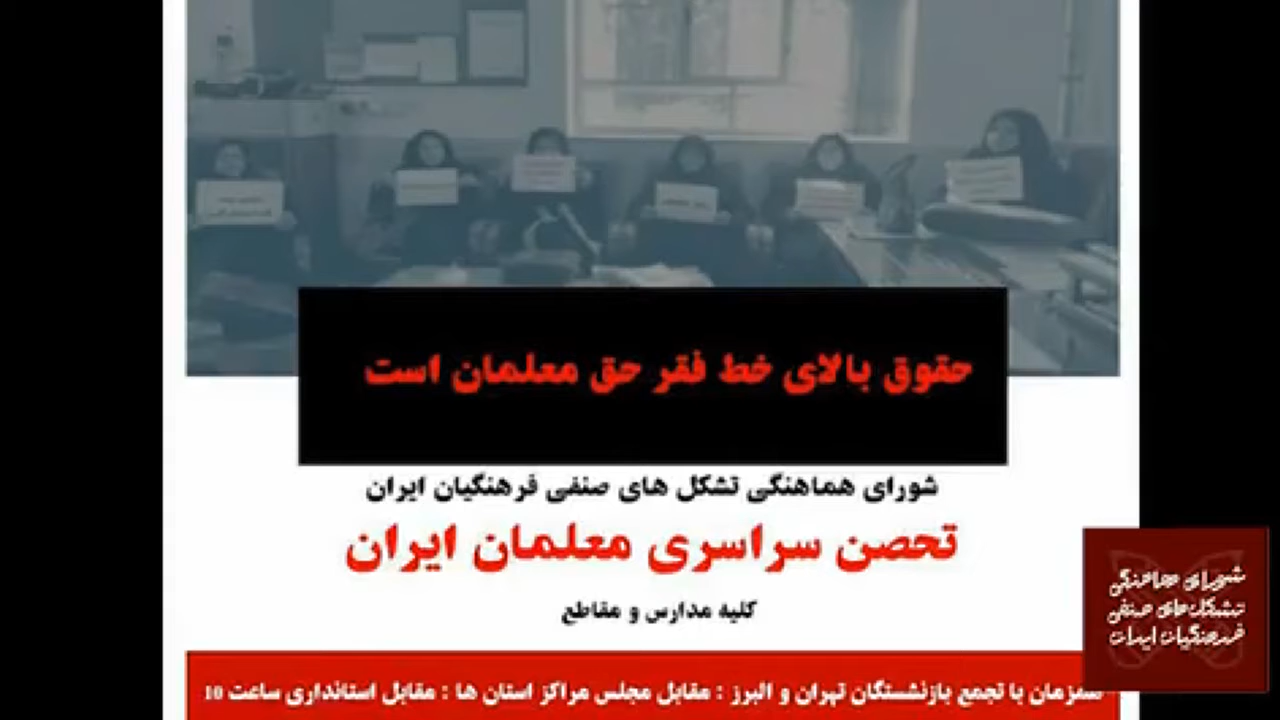 حقوق بالای خط فقر حق معلمان است
شورای هماهنگی تشکل های صنفی فرهنگیان ایران
تحصن سراسری معلمان ایران
کلیه مدارس و مقاطع
همزمان با تجمع بازنشستگان تهران و البرز : مقابل مجلس مراکز استان ها : مقابل استانداری ساعت 10
شورای هماهنگی
تشکل‌های صنفی
فرهنگیان ایران